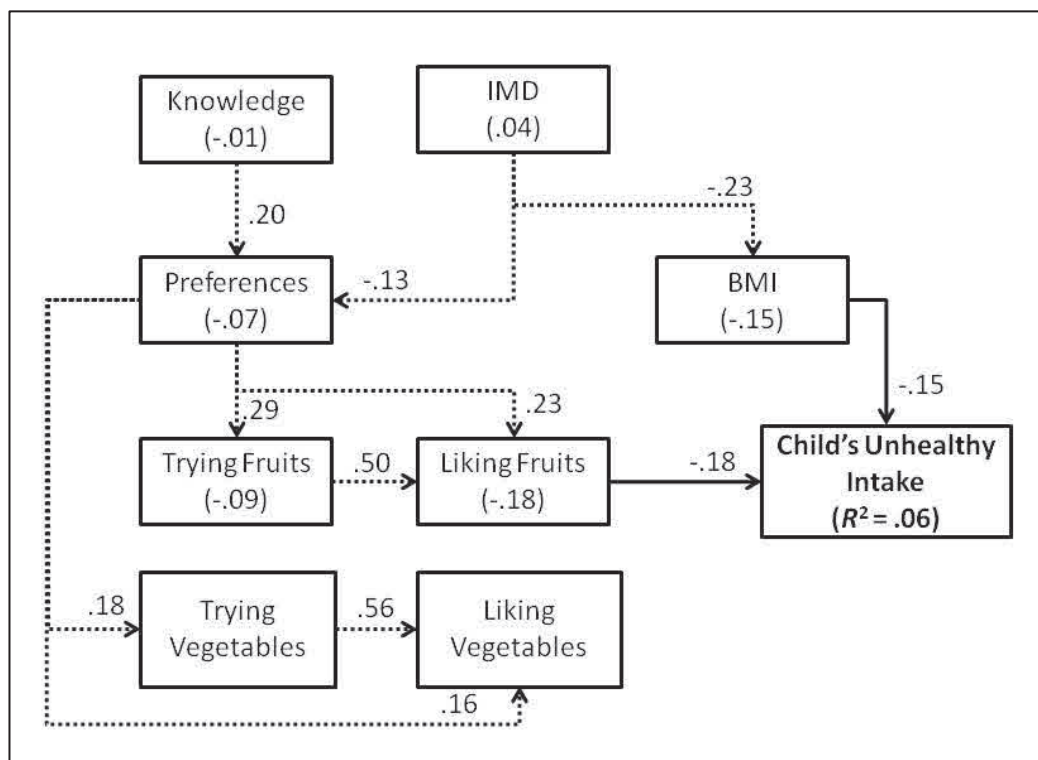 Knowledge
(-.01)
IMD
(.04)
.20
-.23
Preferences
(-.07)
-.13
BMI
(-.15)
.29
.23
-.15
Trying Fruits
(-.09)
.50
Liking Fruits
(-.18)
-.18
Child's Unhealthy
Intake
(R² = .06)
.18
Trying
Vegetables
.56
Liking
Vegetables
.16